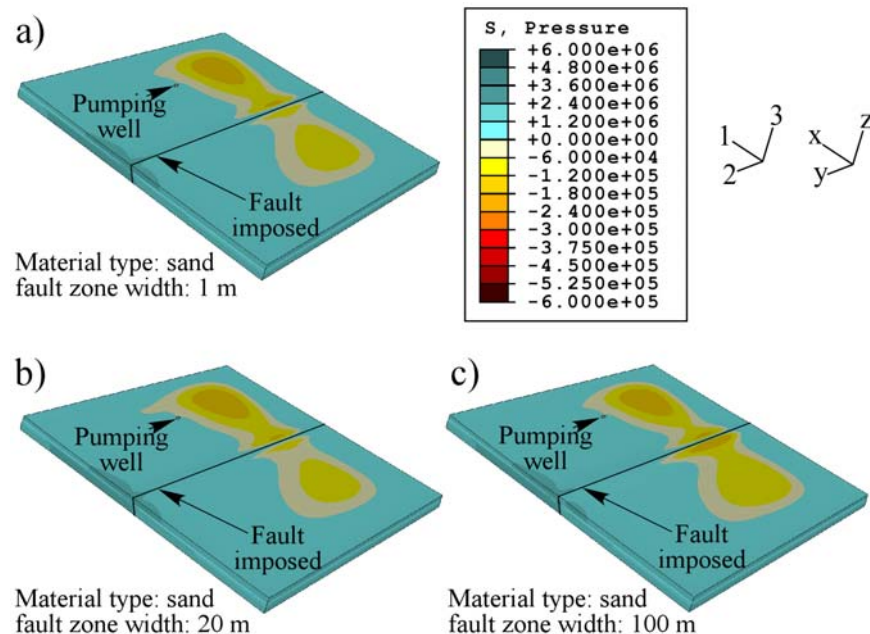 a)
Pumping
well
Fault
imposed
Material type: sand
fault zone width: 1 m
S, Pressure
+6.000e+06
+4.800e+06
+3.600e+06
+2.400e+06
+1.200e+06
+0.000e+00
-6.000e+04
-1.200e+05
-1.800e+05
-2.400e+05
-3.000e+05
-3.750e+05
-4.500e+05
-5.250e+05
-6.000e+05
1
2
3
x
y
z
b)
Pumping
well
Fault
imposed
Material type: sand
fault zone width: 20 m
c)
Pumping
well
Fault
imposed
Material type: sand
fault zone width: 100 m